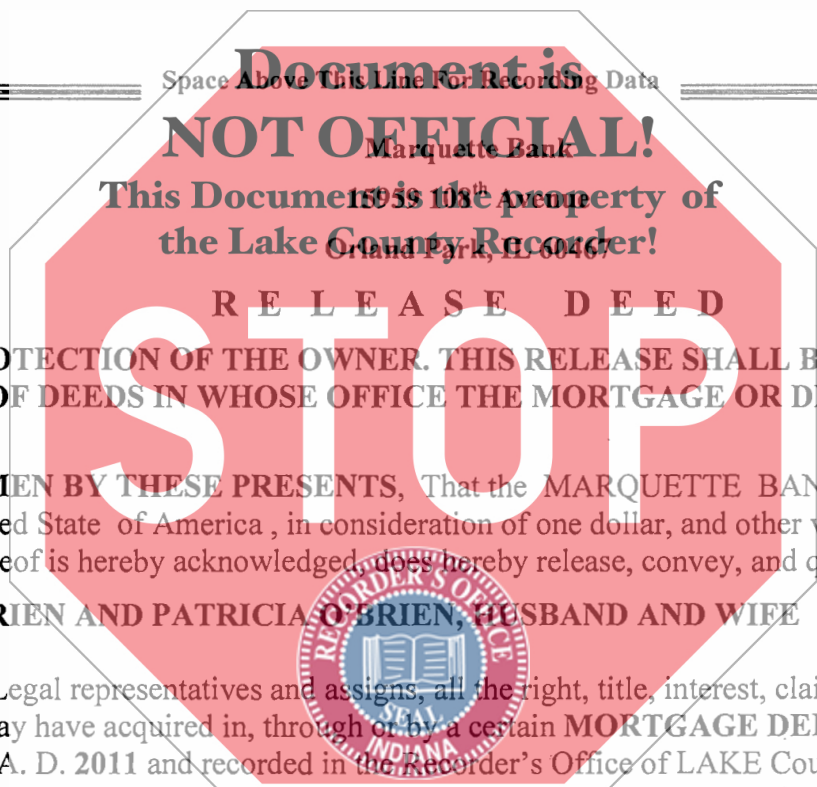 Document is
Space Above This Line For Recording Data
NOT OFFICIAL!
Marquette Bank
This Document is the property of
15959 108th Avenue
the Lake County Recorder!
Orland Park, IL 60467
RELEASE DEED
STOP
OTECTION OF THE OWNER. THIS RELEASE SHALL B
OF DEEDS IN WHOSE OFFICE THE MORTGAGE OR D
IEN BY THESE PRESENTS, That the MARQUETTE BAN
ed State of America , in consideration of one dollar, and other v
eof is hereby acknowledged, does hereby release, convey, and q
RIEN AND PATRICIA O'BRIEN, HUSBAND AND WIFE
Legal representatives and assigns, all the right, title, interest, clai
ay have acquired in, through or by a certain MORTGAGE DE
A. D. 2011 and recorded in the Recorder's Office of LAKE Cou
RECORDER'S OFFICE
SEAL
INDIANA